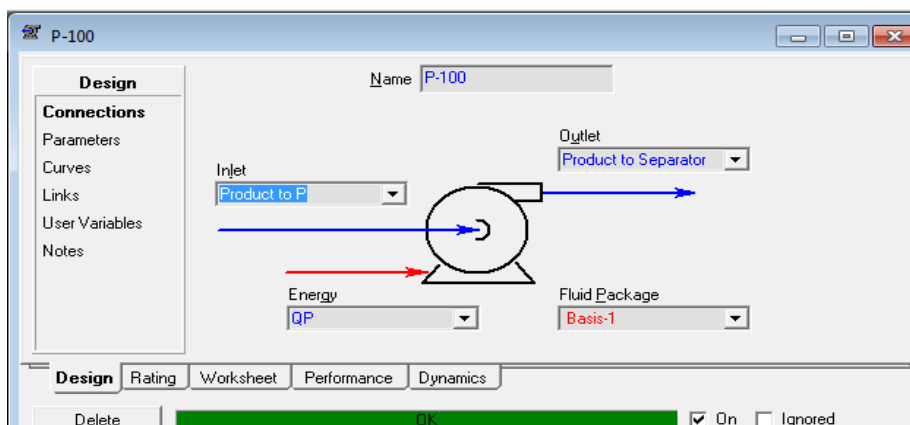 P-100
Design
Connections
Parameters
Curves
Links
User Variables
Notes
Name P-100
Outlet
Product to Separator
Inlet
Product to P
Energy
QP
Fluid Package
Basis-1
Design Rating Worksheet Performance Dynamics
Delete OK On Ignored